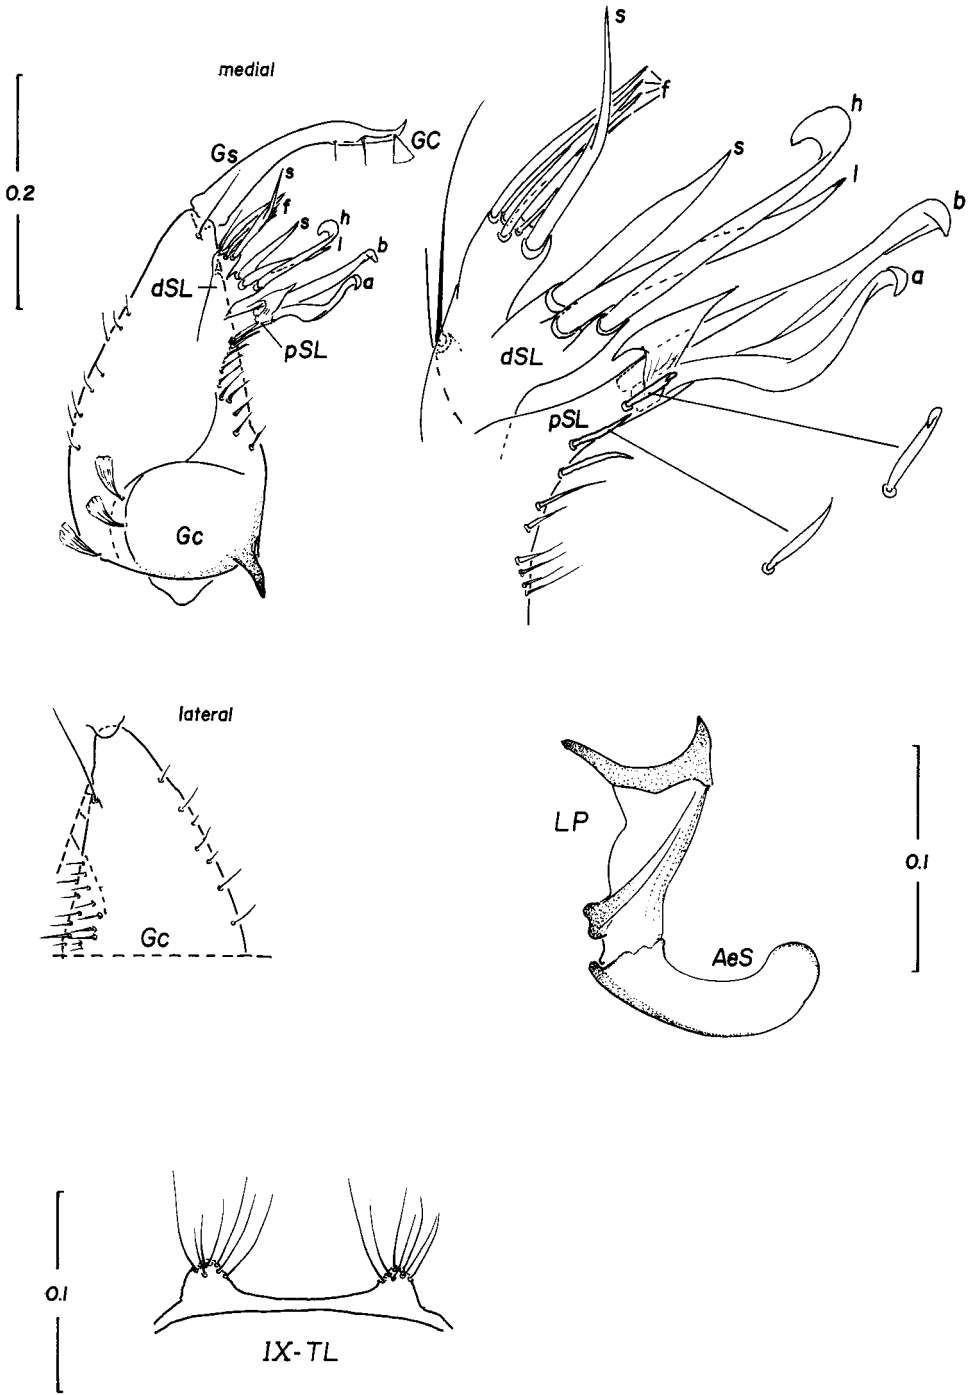 medial
0.2
Gs
GC
s
f
s
h
l
b
a
dSL
pSL
Gc
s
f
h
s
l
b
a
dSL
pSL
lateral
Gc
LP
AeS
0.1
0.1
IX-TL